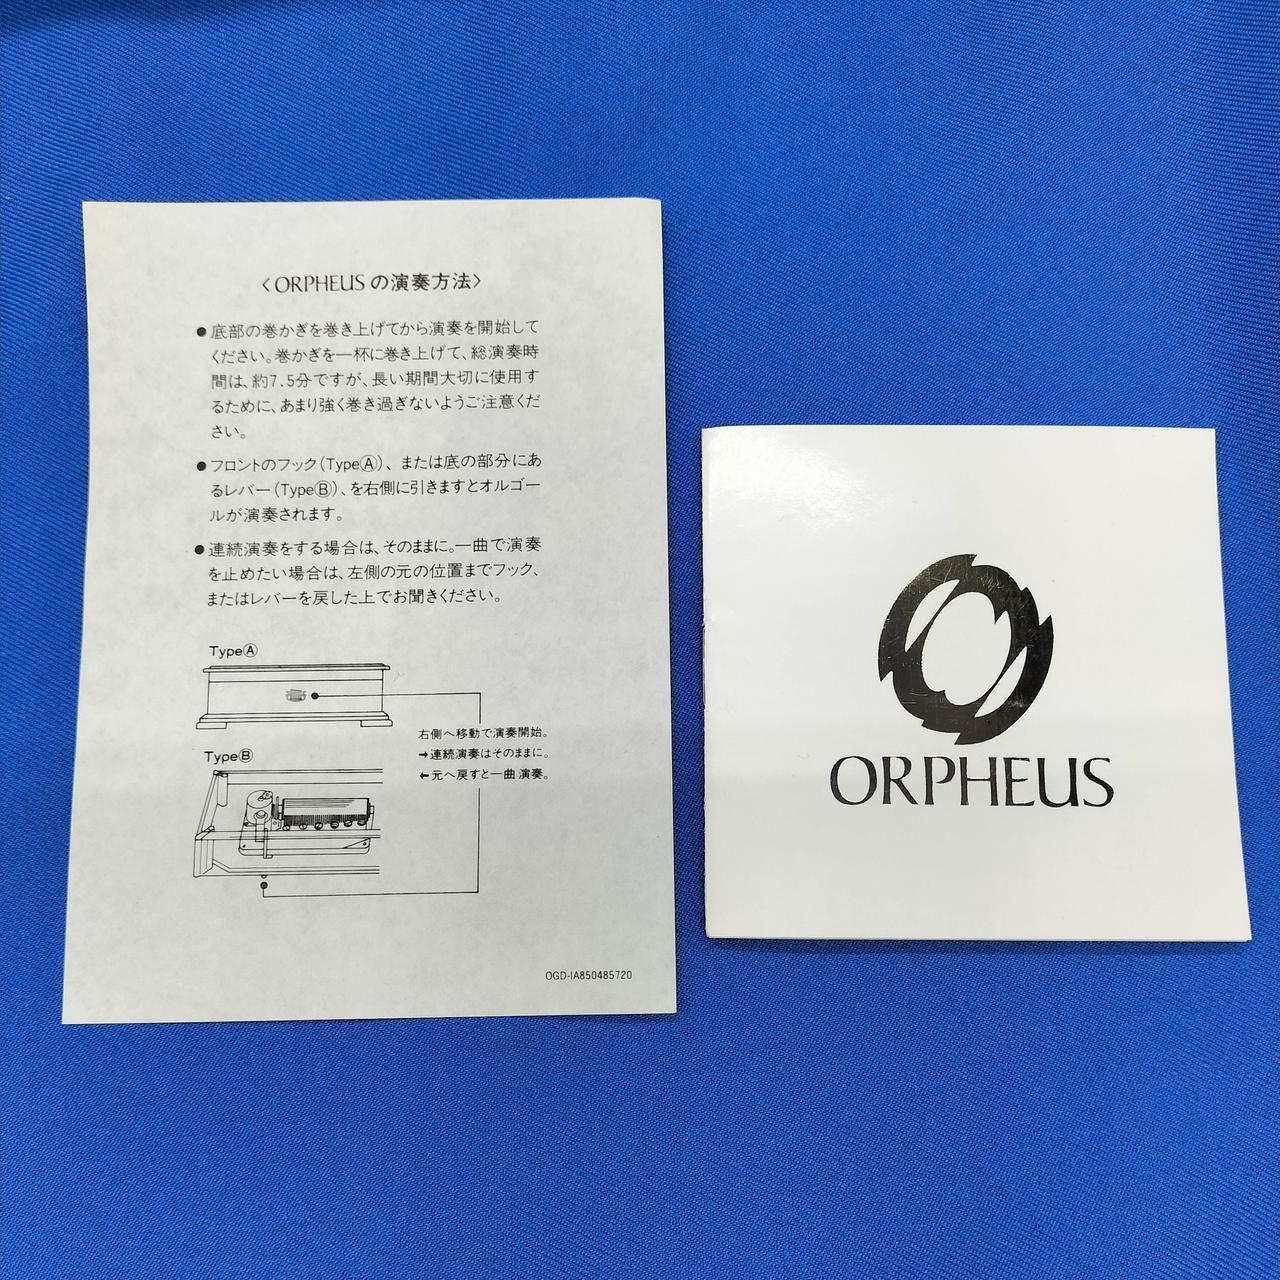 〈ORPHEUSの演奏方法〉
●底部の巻かぎを巻き上げてから演奏を開始して
ください。巻かぎを一杯に巻き上げて、総演奏時
間は、約7.5分ですが、長い期間大切に使用す
るために、あまり強く巻き過ぎないようご注意くだ
さい。
●フロントのフック(TypeⒶ)、または底の部分にあ
るレバー(TypeⒷ)、を右側に引きますとオルゴー
ルが演奏されます。
●連続演奏をする場合は、そのままに。一曲で演奏
を止めたい場合は、左側の元の位置までフック、
またはレバーを戻した上でお聞きください。
TypeⒶ
右側へ移動で演奏開始。
→連続演奏はそのままに。
←元へ戻すと一曲演奏。
TypeⒷ
OGD-IA850485720
ORPHEUS